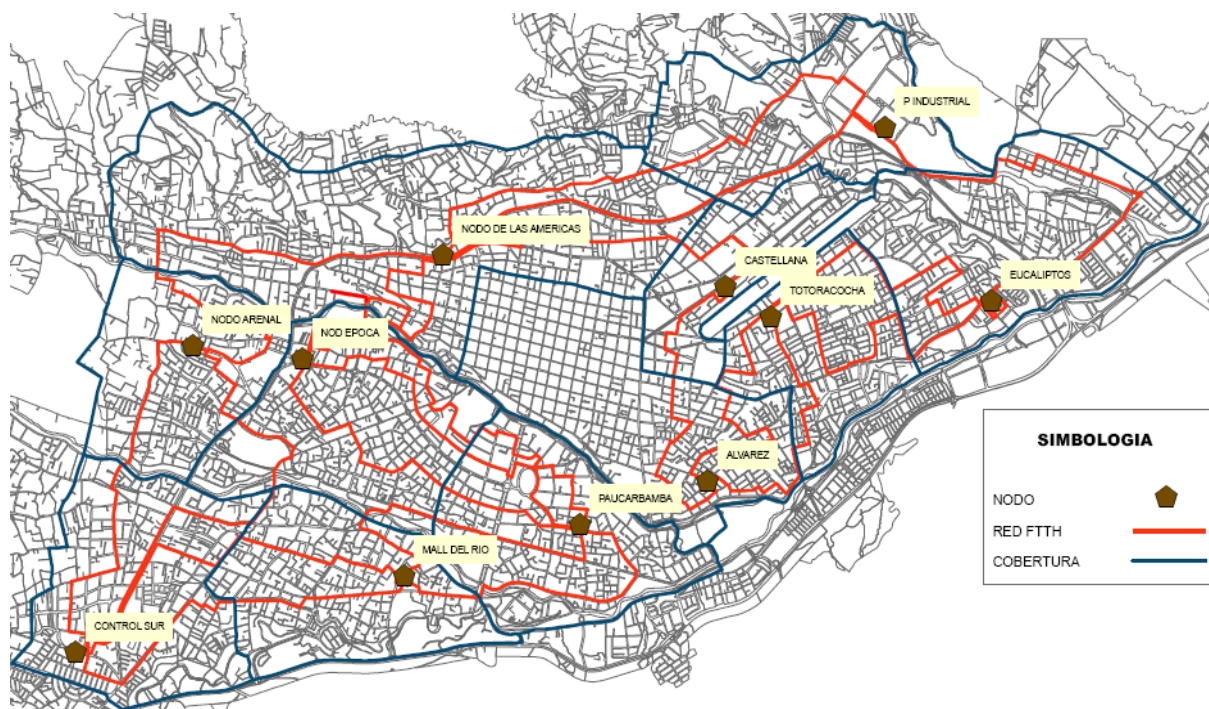 P INDUSTRIAL
NODO DE LAS AMERICAS
CASTELLANA
TOTORACOCHA
EUCALIPTOS
NODO ARENAL
NOD EPOCA
ALVAREZ
PAUCARBAMBA
MALL DEL RIO
CONTROL SUR
SIMBOLOGIA
NODO
RED FTTH
COBERTURA